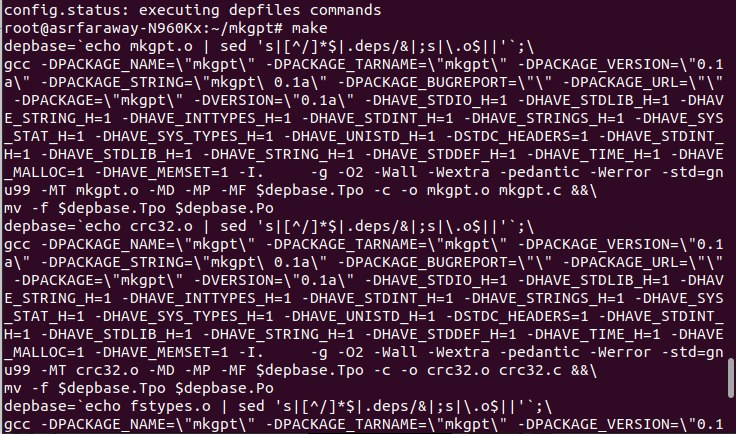 config.status: executing depfiles commands
root@asrfaraway-N960Kx:~/mkgpt# make
depbase=`echo mkgpt.o | sed 's|[^/]*$|.deps/&|;s|\.o$||'`;\
gcc -DPACKAGE_NAME=\"mkgpt\" -DPACKAGE_TARNAME=\"mkgpt\" -DPACKAGE_VERSION=\"0.1
a\" -DPACKAGE_STRING=\"mkgpt\ 0.1a\" -DPACKAGE_BUGREPORT=\"\" -DPACKAGE_URL=\"\"
 -DPACKAGE=\"mkgpt\" -DVERSION=\"0.1a\" -DHAVE_STDIO_H=1 -DHAVE_STDLIB_H=1 -DHAV
E_STRING_H=1 -DHAVE_INTTYPES_H=1 -DHAVE_STDINT_H=1 -DHAVE_STRINGS_H=1 -DHAVE_SYS
_STAT_H=1 -DHAVE_SYS_TYPES_H=1 -DHAVE_UNISTD_H=1 -DSTDC_HEADERS=1 -DHAVE_STDINT_
H=1 -DHAVE_STDLIB_H=1 -DHAVE_STRING_H=1 -DHAVE_STDDEF_H=1 -DHAVE_TIME_H=1 -DHAVE
_MALLOC=1 -DHAVE_MEMSET=1 -I.     -g -O2 -Wall -Wextra -pedantic -Werror -std=gn
u99 -MT mkgpt.o -MD -MP -MF $depbase.Tpo -c -o mkgpt.o mkgpt.c &&\
mv -f $depbase.Tpo $depbase.Po
depbase=`echo crc32.o | sed 's|[^/]*$|.deps/&|;s|\.o$||'`;\
gcc -DPACKAGE_NAME=\"mkgpt\" -DPACKAGE_TARNAME=\"mkgpt\" -DPACKAGE_VERSION=\"0.1
a\" -DPACKAGE_STRING=\"mkgpt\ 0.1a\" -DPACKAGE_BUGREPORT=\"\" -DPACKAGE_URL=\"\"
 -DPACKAGE=\"mkgpt\" -DVERSION=\"0.1a\" -DHAVE_STDIO_H=1 -DHAVE_STDLIB_H=1 -DHAV
E_STRING_H=1 -DHAVE_INTTYPES_H=1 -DHAVE_STDINT_H=1 -DHAVE_STRINGS_H=1 -DHAVE_SYS
_STAT_H=1 -DHAVE_SYS_TYPES_H=1 -DHAVE_UNISTD_H=1 -DSTDC_HEADERS=1 -DHAVE_STDINT_
H=1 -DHAVE_STDLIB_H=1 -DHAVE_STRING_H=1 -DHAVE_STDDEF_H=1 -DHAVE_TIME_H=1 -DHAVE
_MALLOC=1 -DHAVE_MEMSET=1 -I.     -g -O2 -Wall -Wextra -pedantic -Werror -std=gn
u99 -MT crc32.o -MD -MP -MF $depbase.Tpo -c -o crc32.o crc32.c &&\
mv -f $depbase.Tpo $depbase.Po
depbase=`echo fstypes.o | sed 's|[^/]*$|.deps/&|;s|\.o$||'`;\
gcc -DPACKAGE_NAME=\"mkgpt\" -DPACKAGE_TARNAME=\"mkgpt\" -DPACKAGE_VERSION=\"0.1